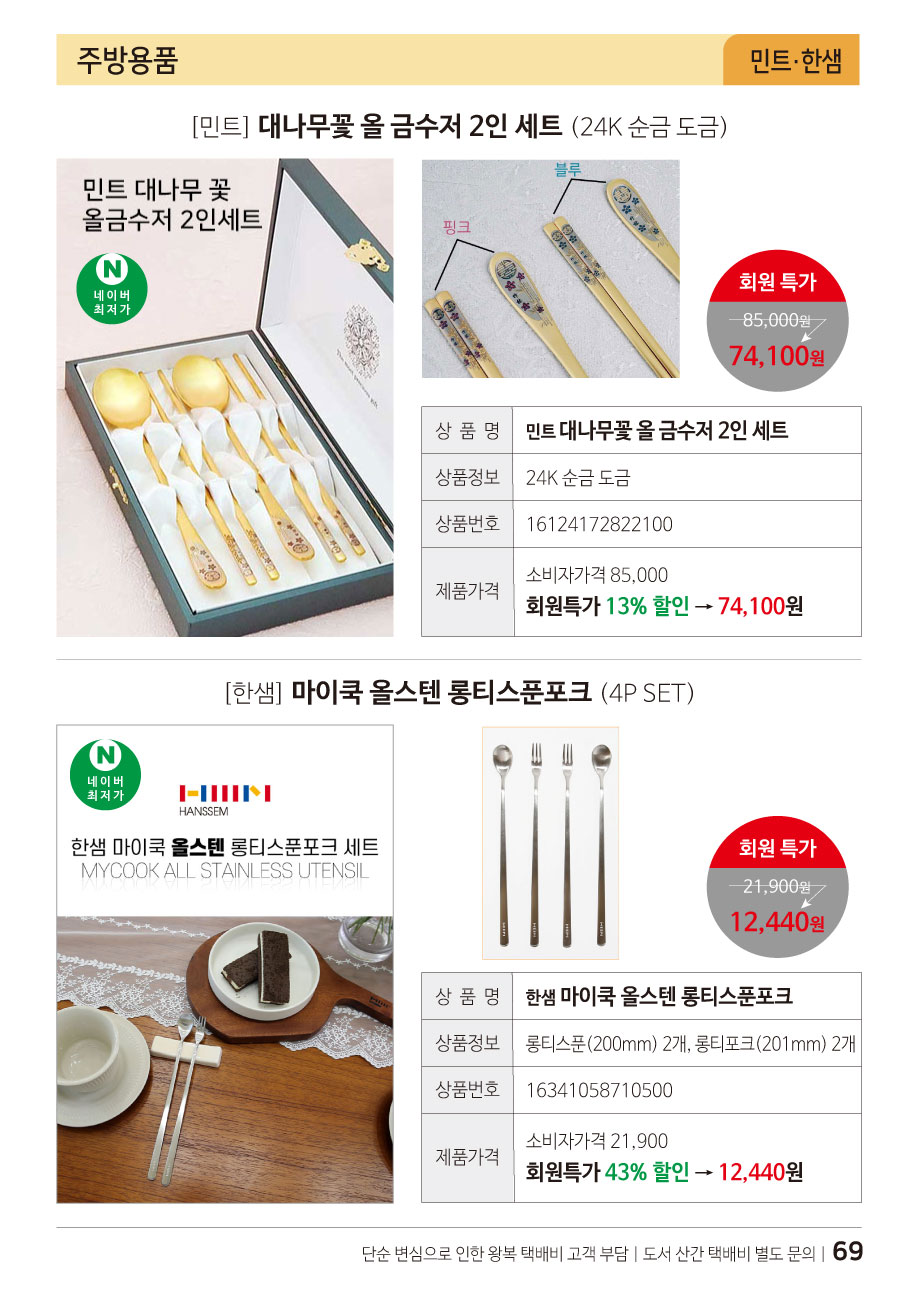 주방용품
민트·한샘
[민트] 대나무꽃 올 금수저 2인 세트 (24K 순금 도금)
민트 대나무 꽃
올금수저 2인세트
N
네이버
최저가
블루
핑크
회원 특가
85,000원
74,100원
상 품 명 민트 대나무꽃 올 금수저 2인 세트
상품정보 24K 순금 도금
상품번호 16124172822100
제품가격 소비자가격 85,000
회원특가 13% 할인 → 74,100원
[한샘] 마이쿡 올스텐 롱티스푼포크 (4P SET)
N
네이버
최저가
HANSSEM
한샘 마이쿡 올스텐 롱티스푼포크 세트
MYCOOK ALL STAINLESS UTENSIL
회원 특가
21,900원
12,440원
상 품 명 한샘 마이쿡 올스텐 롱티스푼포크
상품정보 롱티스푼(200mm) 2개, 롱티포크(201mm) 2개
상품번호 16341058710500
제품가격 소비자가격 21,900
회원특가 43% 할인 → 12,440원
단순 변심으로 인한 왕복 택배비 고객 부담 | 도서 산간 택배비 별도 문의 | 69